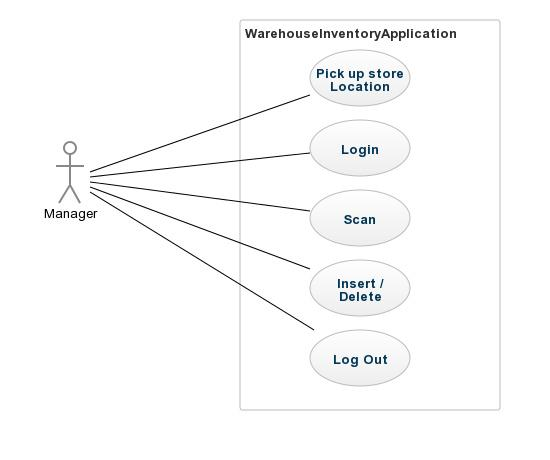 WarehouseInventoryApplication
Pick up store
Location
Login
Manager
Scan
Insert /
Delete
Log Out